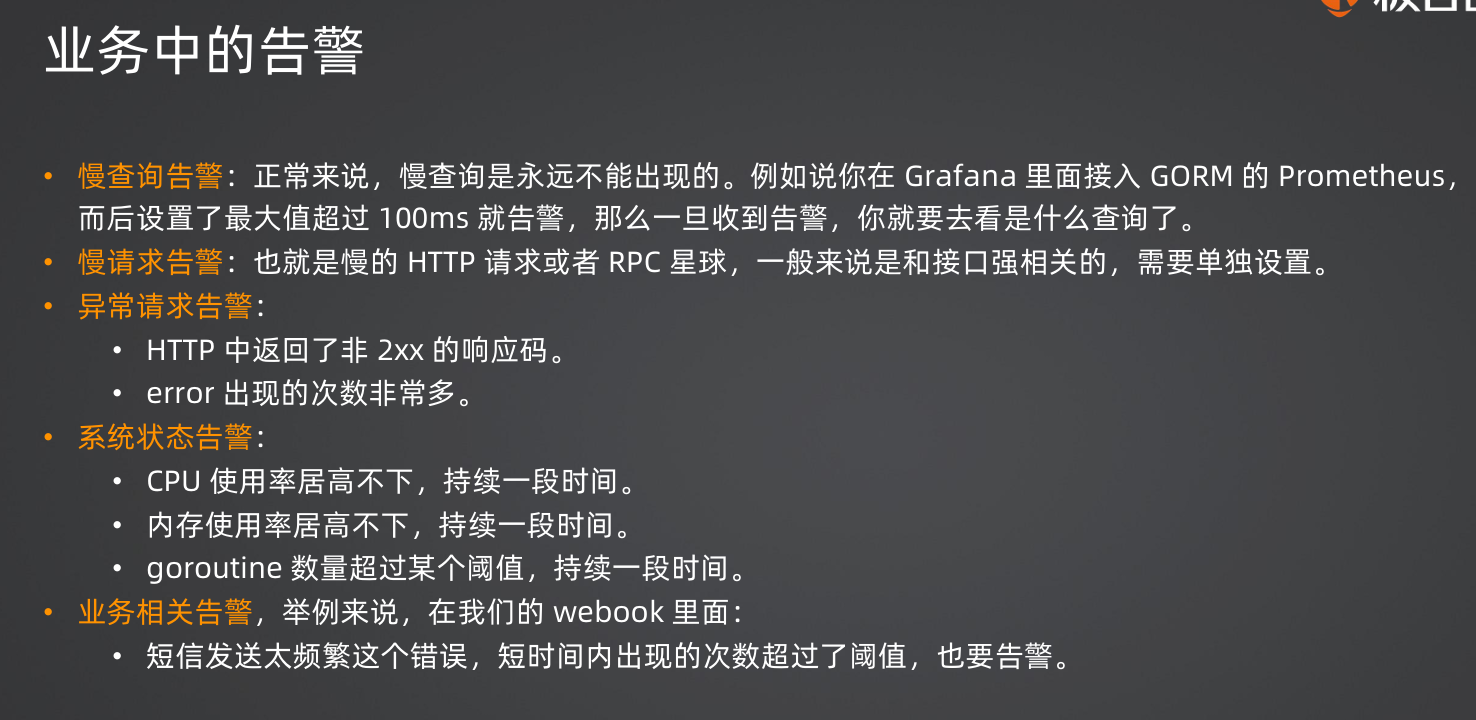 业务中的告警
• 慢查询告警：正常来说，慢查询是永远不能出现的。例如说你在 Grafana 里面接入 GORM 的 Prometheus，
而后设置了最大值超过 100ms 就告警，那么一旦收到告警，你就要去看是什么查询了。
• 慢请求告警：也就是慢的 HTTP 请求或者 RPC 星球，一般来说是和接口强相关的，需要单独设置。
• 异常请求告警：
• HTTP 中返回了非 2xx 的响应码。
• error 出现的次数非常多。
• 系统状态告警：
• CPU 使用率居高不下，持续一段时间。
• 内存使用率居高不下，持续一段时间。
• goroutine 数量超过某个阈值，持续一段时间。
• 业务相关告警，举例来说，在我们的 webook 里面：
• 短信发送太频繁这个错误，短时间内出现的次数超过了阈值，也要告警。